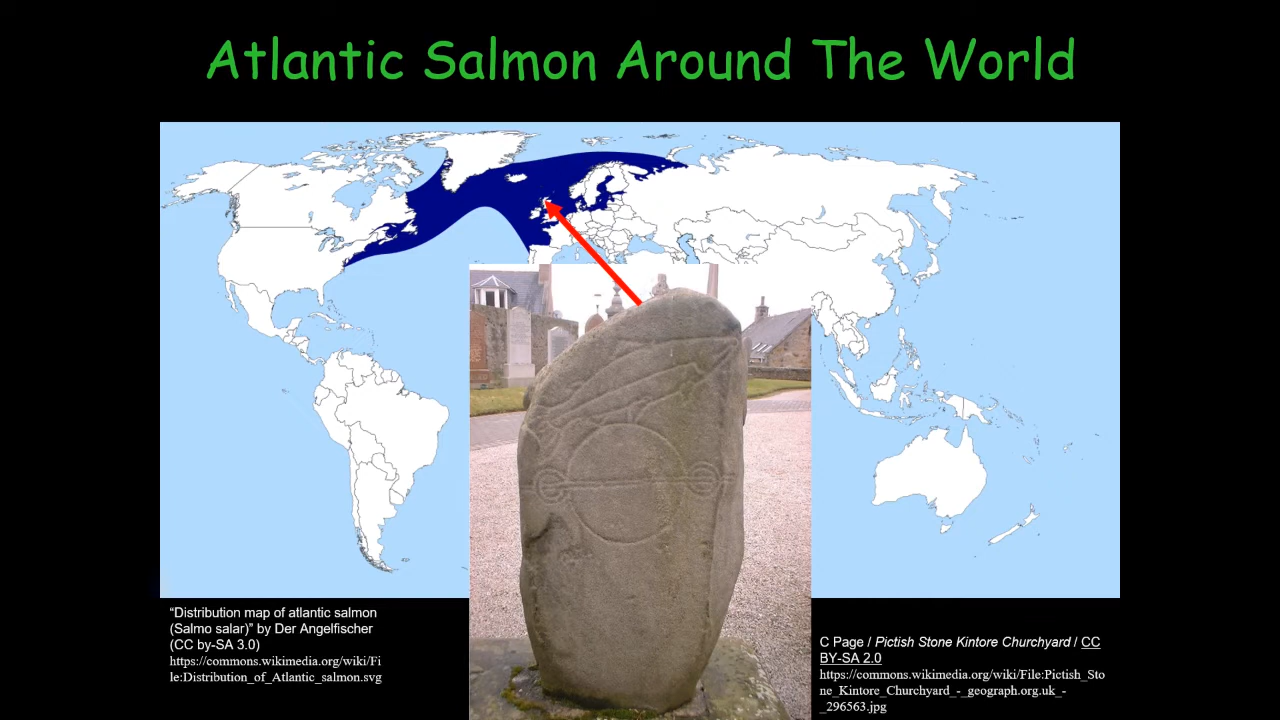 Atlantic Salmon Around The World
“Distribution map of atlantic salmon
(Salmo salar)” by Der Angelfischer
(CC by-SA 3.0)
https://commons.wikimedia.org/wiki/Fi
le:Distribution_of_Atlantic_salmon.svg
C Page / Pictish Stone Kintore Churchyard / CC
BY-SA 2.0
https://commons.wikimedia.org/wiki/File:Pictish_Sto
ne_Kintore_Churchyard_-_geograph.org.uk_-
_296563.jpg